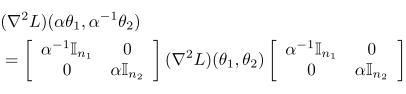 (∇²L)(αθ₁, α⁻¹θ₂)
= [ α⁻¹𝕀ₙ₁ 0 ; 0 α𝕀ₙ₂ ] (∇²L)(θ₁, θ₂) [ α⁻¹𝕀ₙ₁ 0 ; 0 α𝕀ₙ₂ ]